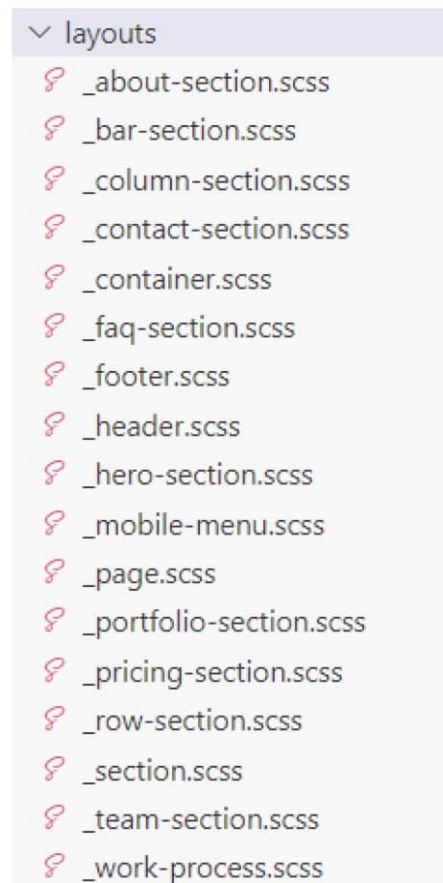 layouts
_about-section.scss
_bar-section.scss
_column-section.scss
_contact-section.scss
_container.scss
_faq-section.scss
_footer.scss
_header.scss
_hero-section.scss
_mobile-menu.scss
_page.scss
_portfolio-section.scss
_pricing-section.scss
_row-section.scss
_section.scss
_team-section.scss
_work-process.scss